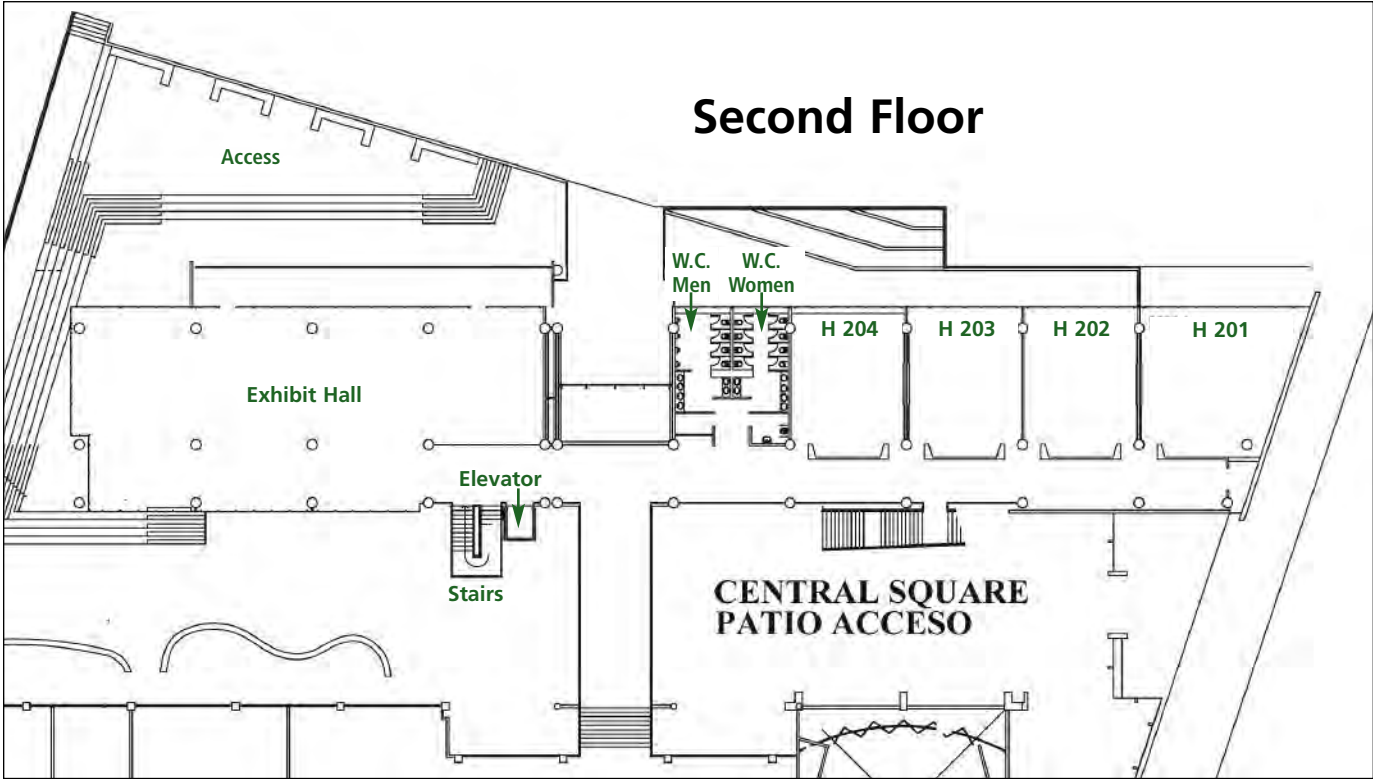 Second Floor
Access
W.C.
Men
W.C.
Women
H 204
H 203
H 202
H 201
Exhibit Hall
Elevator
Stairs
CENTRAL SQUARE
PATIO ACCESO